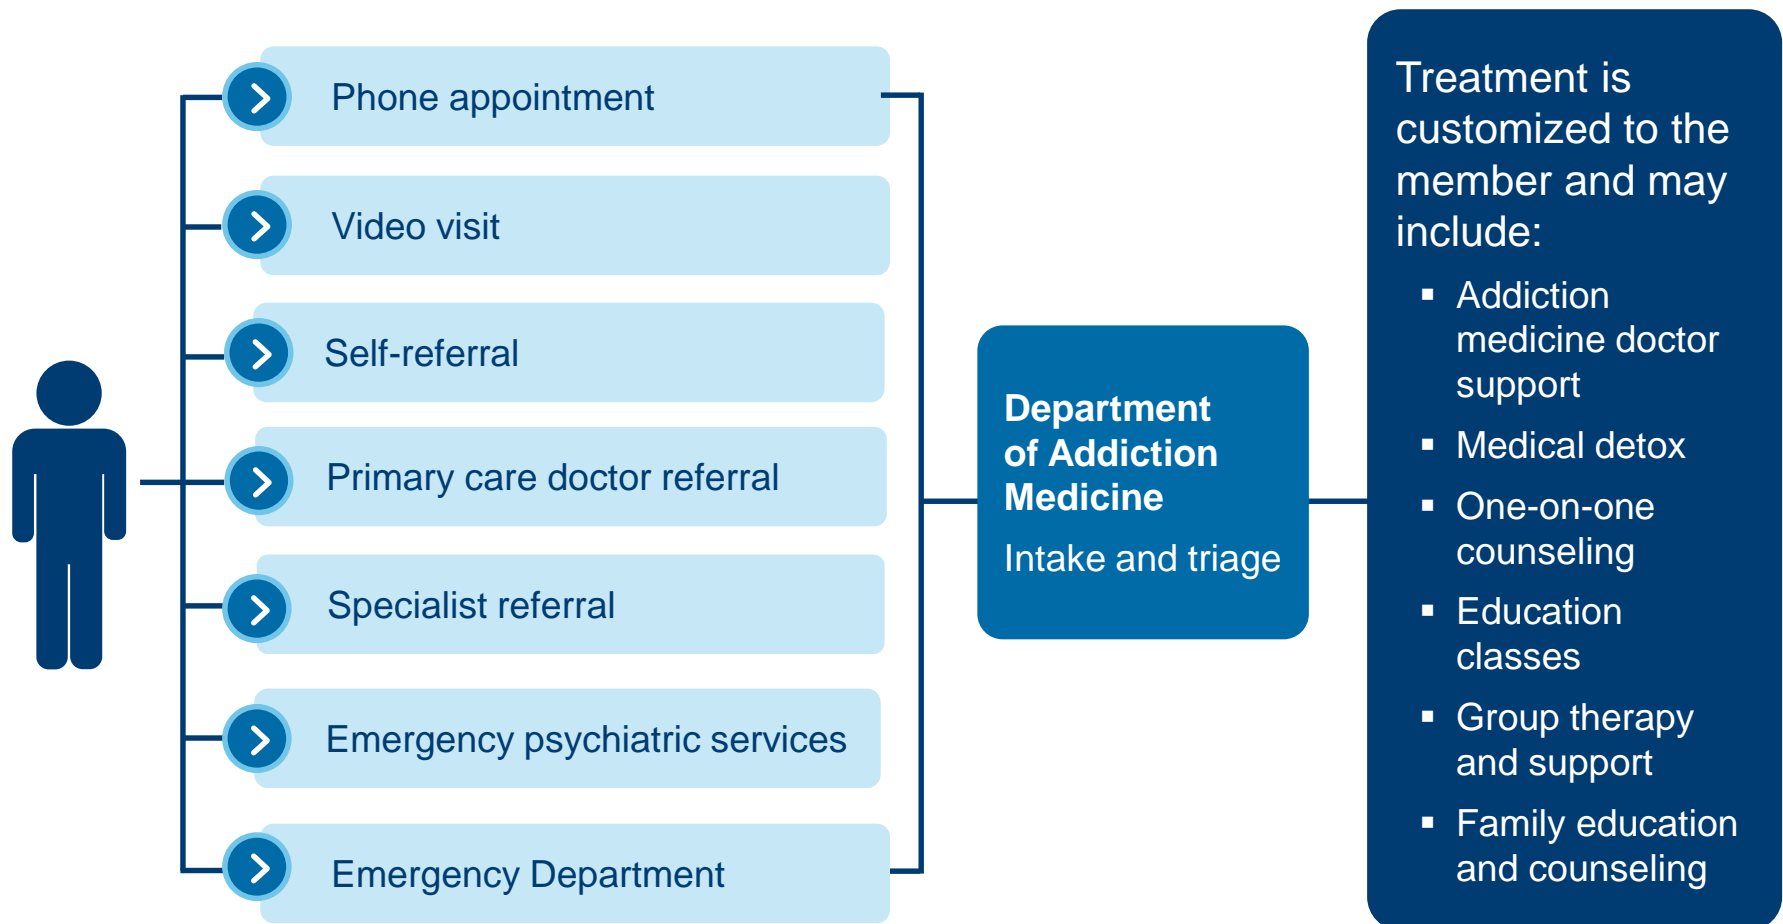 Phone appointment
Video visit
Self-referral
Primary care doctor referral
Specialist referral
Emergency psychiatric services
Emergency Department
Department
of Addiction
Medicine
Intake and triage
Treatment is
customized to the
member and may
include:
▪ Addiction
medicine doctor
support
▪ Medical detox
▪ One-on-one
counseling
▪ Education
classes
▪ Group therapy
and support
▪ Family education
and counseling